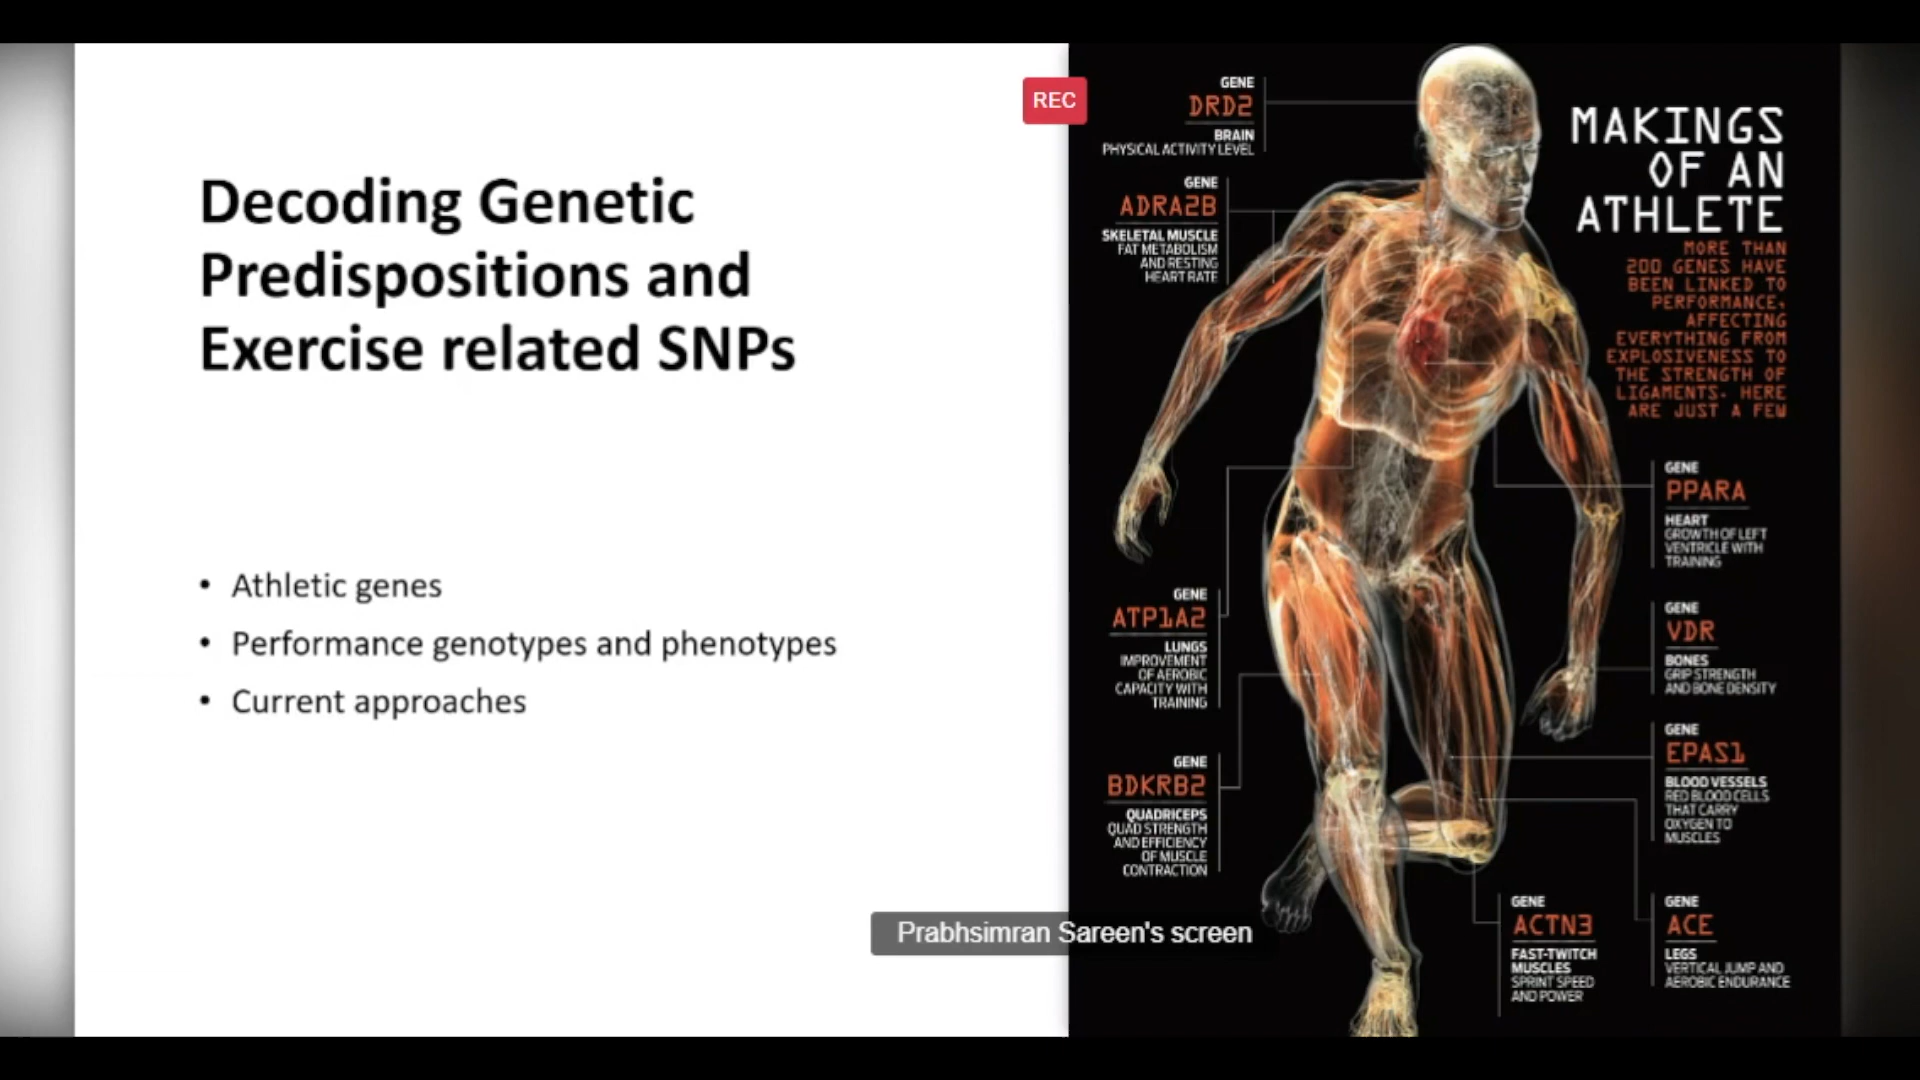 Decoding Genetic
Predispositions and
Exercise related SNPs
• Athletic genes
• Performance genotypes and phenotypes
• Current approaches
REC
GENE
DRD2
BRAIN
PHYSICAL ACTIVITY LEVEL
GENE
ADRA2B
SKELETAL MUSCLE
FAT METABOLISM
AND RESTING
HEART RATE
MAKINGS
OF AN
ATHLETE
MORE THAN
200 GENES HAVE
BEEN LINKED TO
PERFORMANCE,
AFFECTING
EVERYTHING FROM
EXPLOSIVENESS TO
THE STRENGTH OF
LIGAMENTS. HERE
ARE JUST A FEW
GENE
PPARA
HEART
GROWTH OF LEFT
VENTRICLE WITH
TRAINING
GENE
ATP1A2
LUNGS
IMPROVEMENT
OF AEROBIC
CAPACITY WITH
TRAINING
GENE
VDR
BONES
GRIP STRENGTH
AND BONE DENSITY
GENE
EPAS1
BLOOD VESSELS
RED BLOOD CELLS
THAT CARRY
OXYGEN TO
MUSCLES
GENE
BDKRB2
QUADRICEPS
QUAD STRENGTH
AND EFFICIENCY
OF MUSCLE
CONTRACTION
GENE
ACTN3
FAST-TWITCH
MUSCLES
SPRINT SPEED
AND POWER
GENE
ACE
LEGS
VERTICAL JUMP AND
AEROBIC ENDURANCE
Prabhsimran Sareen's screen